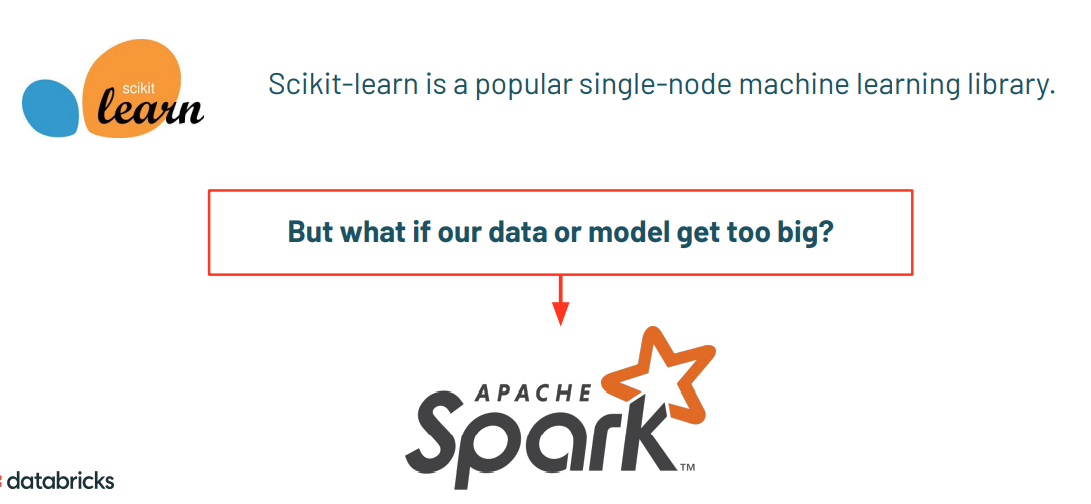 scikit
learn
Scikit-learn is a popular single-node machine learning library.
But what if our data or model get too big?
APACHE
Spark™
databricks